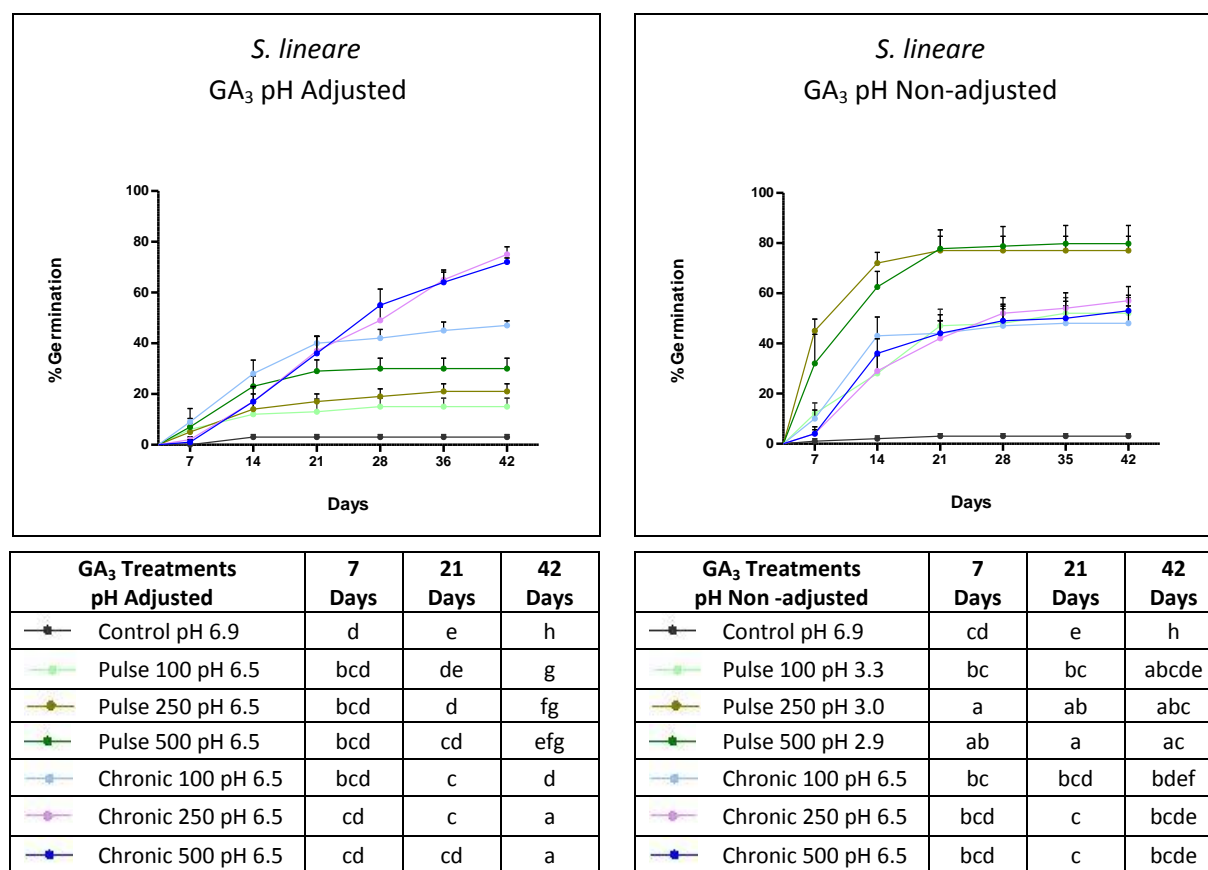 S. lineare
GA3 pH Adjusted
100
80
60
40
20
0
%Germination
7 14 21 28 36 42
Days
S. lineare
GA3 pH Non-adjusted
100
80
60
40
20
0
%Germination
7 14 21 28 35 42
Days
GA3 Treatments 7 21 42
pH Adjusted Days Days Days
Control pH 6.9 d e h
Pulse 100 pH 6.5 bcd de g
Pulse 250 pH 6.5 bcd d fg
Pulse 500 pH 6.5 bcd cd efg
Chronic 100 pH 6.5 bcd c d
Chronic 250 pH 6.5 cd c a
Chronic 500 pH 6.5 cd cd a
GA3 Treatments 7 21 42
pH Non -adjusted Days Days Days
Control pH 6.9 cd e h
Pulse 100 pH 3.3 bc bc abcde
Pulse 250 pH 3.0 a ab abc
Pulse 500 pH 2.9 ab a ac
Chronic 100 pH 6.5 bc bcd bdef
Chronic 250 pH 6.5 bcd c bcde
Chronic 500 pH 6.5 bcd c bcde